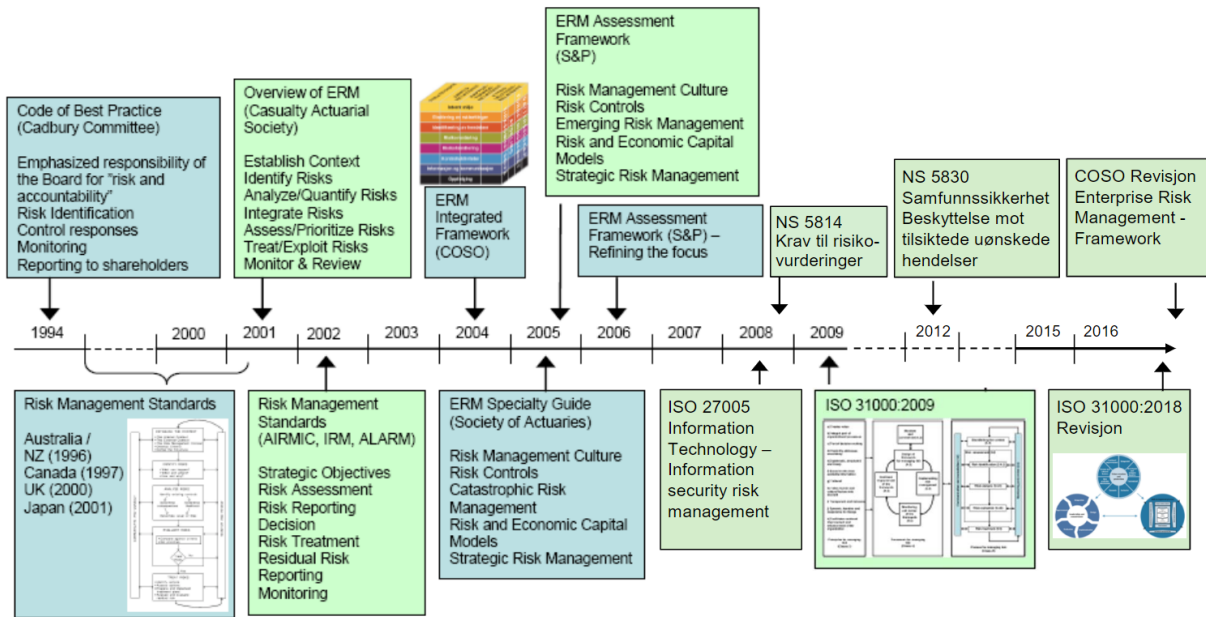 Code of Best Practice
(Cadbury Committee)
Emphasized responsibility of
the Board for "risk and
accountability"
Risk Identification
Control responses
Monitoring
Reporting to shareholders
Overview of ERM
(Casualty Actuarial
Society)
Establish Context
Identify Risks
Analyze/Quantify Risks
Integrate Risks
Assess/Prioritize Risks
Treat/Exploit Risks
Monitor & Review
ERM
Integrated
Framework
(COSO)
ERM Assessment
Framework
(S&P)
Risk Management Culture
Risk Controls
Emerging Risk Management
Risk and Economic Capital
Models
Strategic Risk Management
ERM Assessment
Framework (S&P) –
Refining the focus
NS 5814
Krav til risiko-
vurderinger
NS 5830
Samfunnssikkerhet
Beskyttelse mot
tilsiktede uønskede
hendelser
COSO Revisjon
Enterprise Risk
Management -
Framework
1994
2000
2001
2002
2003
2004
2005
2006
2007
2008
2009
2012
2015
2016
Risk Management Standards
Australia /
NZ (1996)
Canada (1997)
UK (2000)
Japan (2001)
Risk Management
Standards
(AIRMIC, IRM, ALARM)
Strategic Objectives
Risk Assessment
Risk Reporting
Decision
Risk Treatment
Residual Risk
Reporting
Monitoring
ERM Specialty Guide
(Society of Actuaries)
Risk Management Culture
Risk Controls
Catastrophic Risk
Management
Risk and Economic Capital
Models
Strategic Risk Management
ISO 27005
Information
Technology –
Information
security risk
management
ISO 31000:2009
ISO 31000:2018
Revisjon